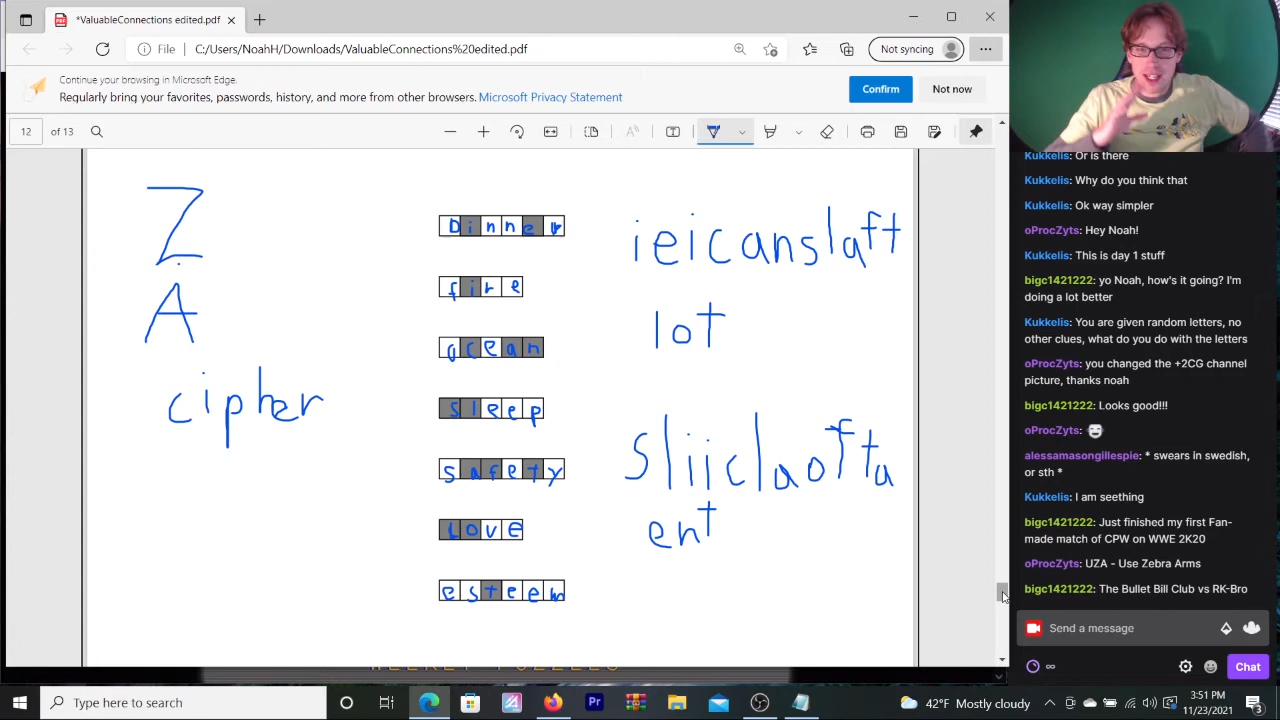 *ValuableConnections edited.pdf
File
C:/Users/NoahH/Downloads/ValuableConnections%20edited.pdf
Not syncing
Continue your browsing in Microsoft Edge.
Regularly bring your favorites, passwords, history, and more from other browsers. Microsoft Privacy Statement
Confirm
Not now
12 of 13
Z
A
cipher
Dinner
fire
ocean
sleep
safety
Love
esteem
ieicanslaft
lot
sliiclaofta
ent
Kukkelis: Or is there
Kukkelis: Why do you think that
Kukkelis: Ok way simpler
oProcZyts: Hey Noah!
Kukkelis: This is day 1 stuff
bigc1421222: yo Noah, how's it going? I'm
doing a lot better
Kukkelis: You are given random letters, no
other clues, what do you do with the letters
oProcZyts: you changed the +2CG channel
picture, thanks noah
bigc1421222: Looks good!!!
oProcZyts:
alessamasongillespie: * swears in swedish,
or sth *
Kukkelis: I am seething
bigc1421222: Just finished my first Fan-
made match of CPW on WWE 2K20
oProcZyts: UZA - Use Zebra Arms
bigc1421222: The Bullet Bill Club vs RK-Bro
Send a message
∞
Chat
Type here to search
42°F Mostly cloudy
3:51 PM
11/23/2021
3